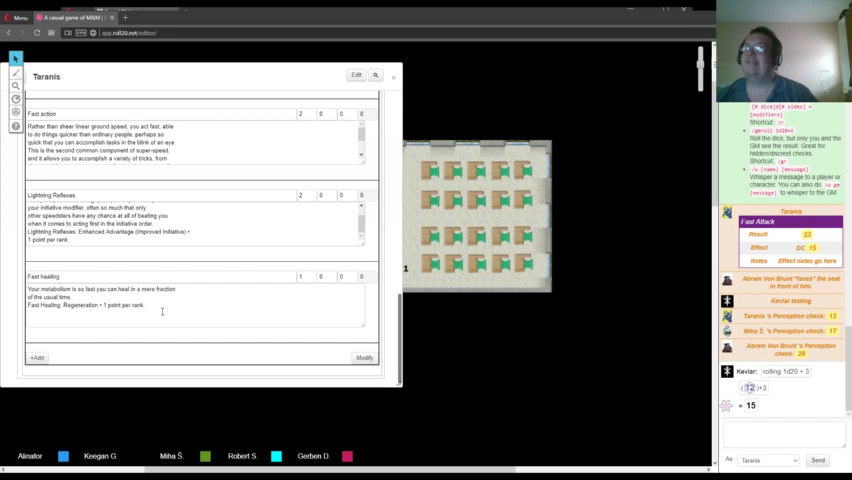 Menu
A casual game of M&M |
app.roll20.net/editor/
Taranis
Edit
Fast action 2 0 0 0
Rather than sheer linear ground speed, you act fast, able
to do things quicker than ordinary people, perhaps so
quick that you can accomplish tasks in the blink of an eye.
This is the second common component of super-speed,
and it allows you to accomplish a variety of tricks, from
Lightning Reflexes 2 0 0 0
your initiative modifier, often so much that only
other speedsters have any chance at all of beating you
when it comes to acting first in the initiative order.
Lightning Reflexes: Enhanced Advantage (Improved Initiative) •
1 point per rank
Fast healing 1 0 0 0
Your metabolism is so fast you can heal in a mere fraction
of the usual time.
Fast Healing: Regeneration • 1 point per rank.
+Add
Modify
1
Alinator
Keegan G.
Miha Š.
Robert S.
Gerben D.
[# dice]d[# sides] +
[modifiers]
Shortcut: /r
/gmroll 1d20+6
Roll the dice, but only you and the
GM see the result. Great for
hidden/discreet checks.
Shortcut: /gr
/w [name] [message]
Whisper a message to a player or
character. You can also do /w gm
[message] to whisper to the GM.
Taranis
Fast Attack
Result 23
Effect DC 15
Notes Effect notes go here
Abram Von Brunt "faces" the seat
in front of him.
Kevlar testing
Taranis 's Perception check: 12
Miha Š. 's Perception check: 17
Abram Von Brunt 's Perception
check: 28
Kevlar: rolling 1d20 + 3
(12)+3
= 15
As: Taranis
Send